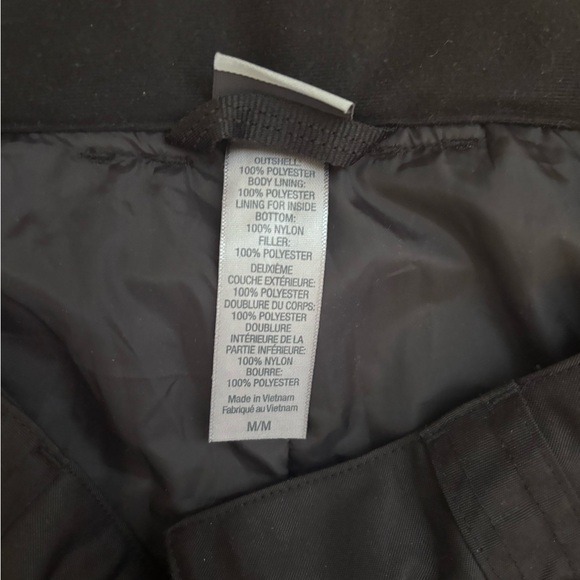 OUTSHELL:
100% POLYESTER
BODY LINING:
100% POLYESTER
LINING FOR INSIDE
BOTTOM:
100% NYLON
FILLER:
100% POLYESTER
DEUXIÈME
COUCHE EXTÉRIEURE:
100% POLYESTER
DOUBLURE DU CORPS:
100% POLYESTER
DOUBLURE
INTÉRIEURE DE LA
PARTIE INFÉRIEURE:
100% NYLON
BOURRE:
100% POLYESTER
Made in Vietnam
Fabriqué au Vietnam
M/M